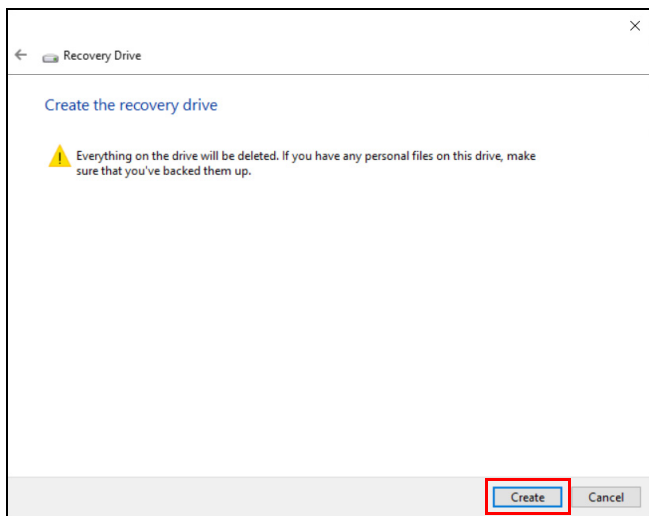 Recovery Drive
Create the recovery drive
Everything on the drive will be deleted. If you have any personal files on this drive, make
sure that you've backed them up.
Create
Cancel